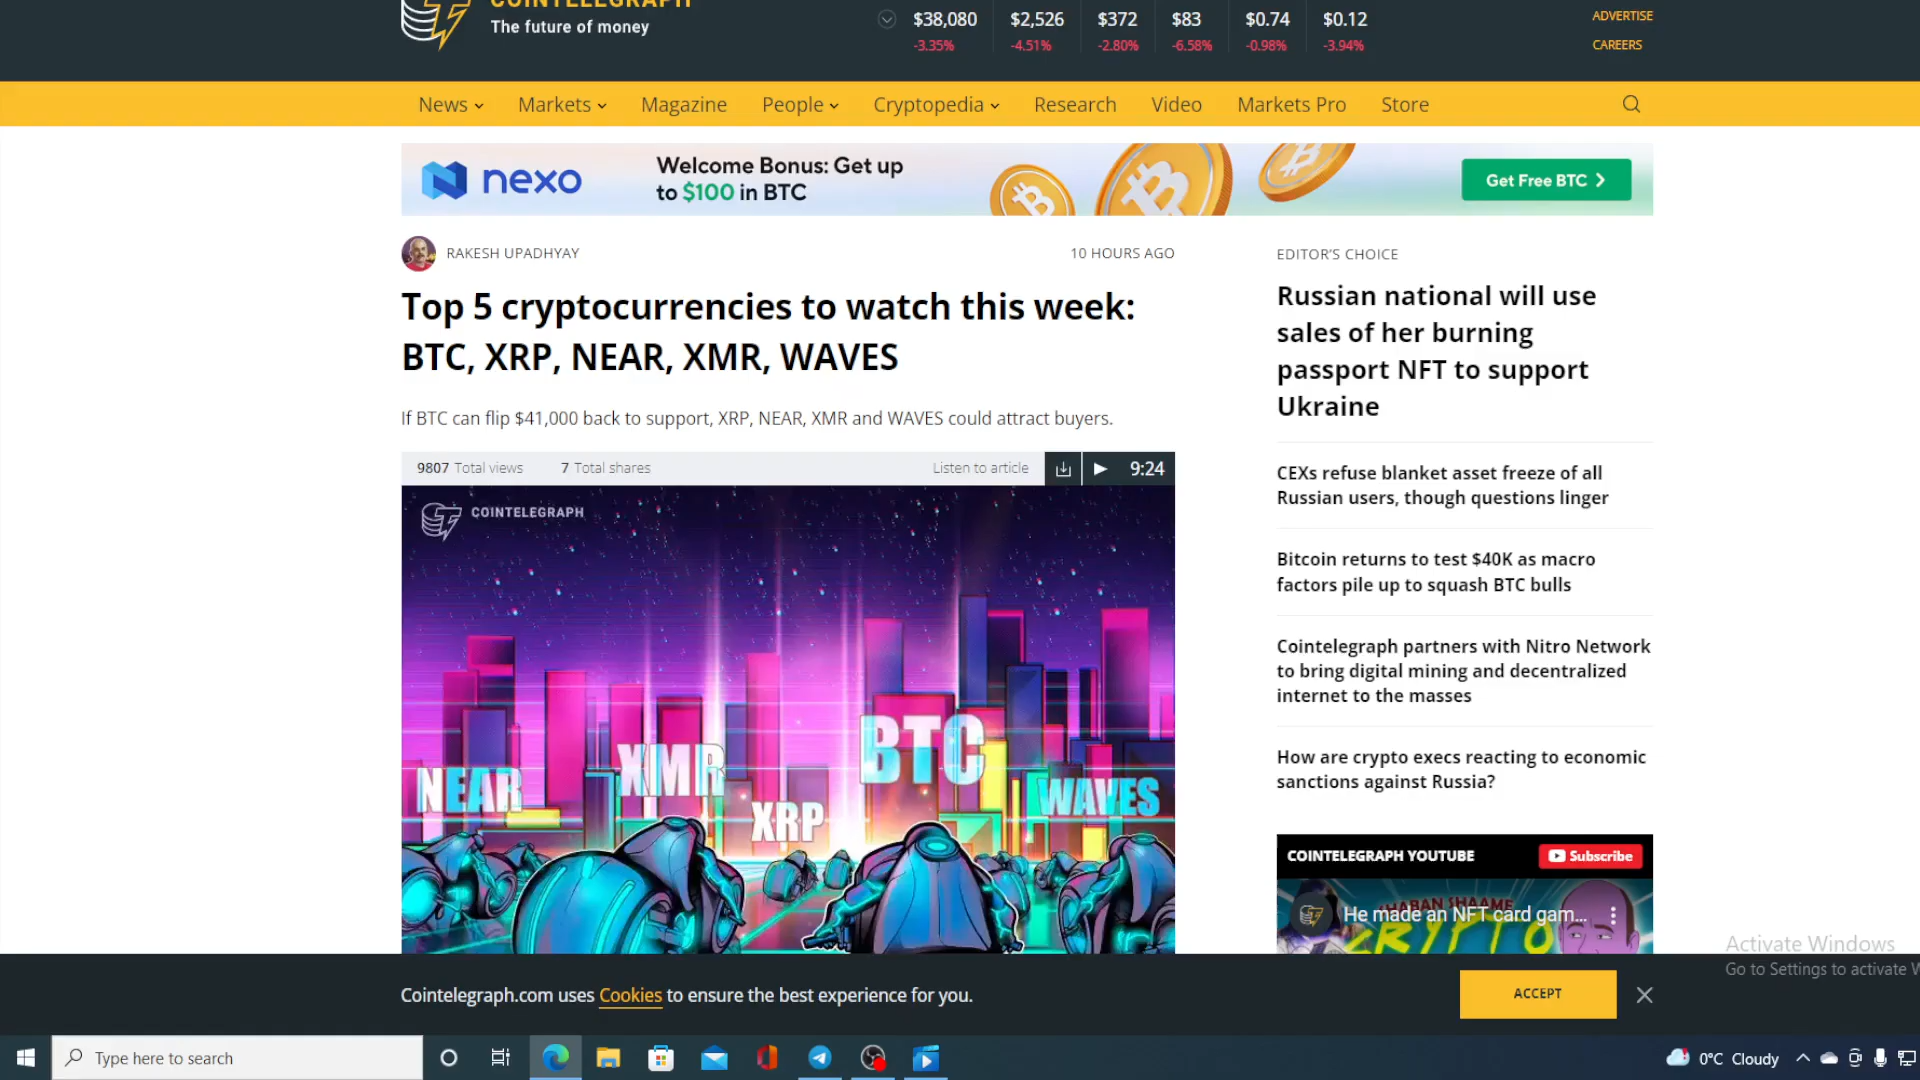 COINTELEGRAPH
The future of money
$38,080 $2,526 $372 $83 $0.74 $0.12
-3.35% -4.51% -2.80% -6.58% -0.98% -3.94%
ADVERTISE
CAREERS
News Markets Magazine People Cryptopedia Research Video Markets Pro Store
nexo
Welcome Bonus: Get up
to $100 in BTC
Get Free BTC
RAKESH UPADHYAY
10 HOURS AGO
Top 5 cryptocurrencies to watch this week:
BTC, XRP, NEAR, XMR, WAVES
If BTC can flip $41,000 back to support, XRP, NEAR, XMR and WAVES could attract buyers.
9807 Total views 7 Total shares Listen to article 9:24
COINTELEGRAPH
NEAR
XMR
XRP
BTC
WAVES
EDITOR'S CHOICE
Russian national will use
sales of her burning
passport NFT to support
Ukraine
CEXs refuse blanket asset freeze of all
Russian users, though questions linger
Bitcoin returns to test $40K as macro
factors pile up to squash BTC bulls
Cointelegraph partners with Nitro Network
to bring digital mining and decentralized
internet to the masses
How are crypto execs reacting to economic
sanctions against Russia?
COINTELEGRAPH YOUTUBE
Subscribe
SHABAN SHAAME
He made an NFT card gam...
CRYPTO
Activate Windows
Go to Settings to activate W
Cointelegraph.com uses Cookies to ensure the best experience for you.
ACCEPT
Type here to search
0°C Cloudy